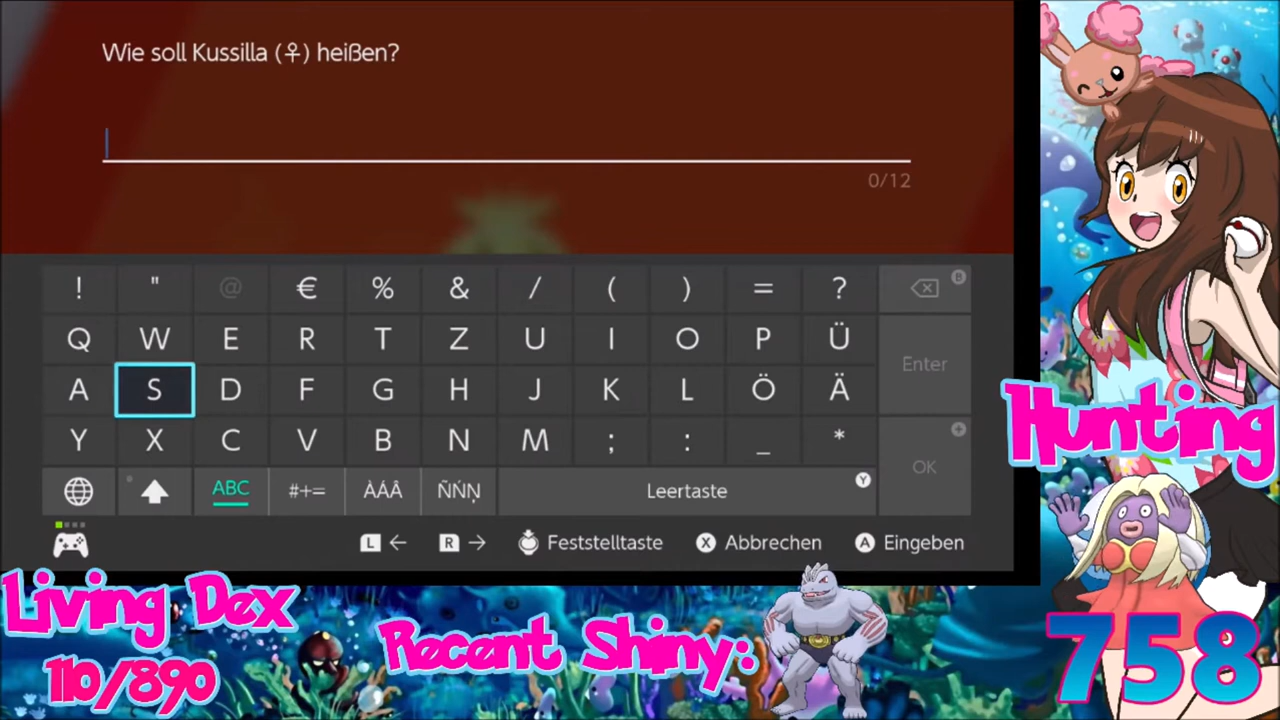 Wie soll Kussilla (♀) heißen?
0/12
! " @ € % & / ( ) = ? B
Q W E R T Z U I O P Ü Enter
A S D F G H J K L Ö Ä
Y X C V B N M ; : _ * + OK
ABC #+= ÀÁÂ ÑŃŅ Leertaste Y
L ← R → Feststelltaste X Abbrechen A Eingeben
Hunting
758
Living Dex
110/890
Recent Shiny: